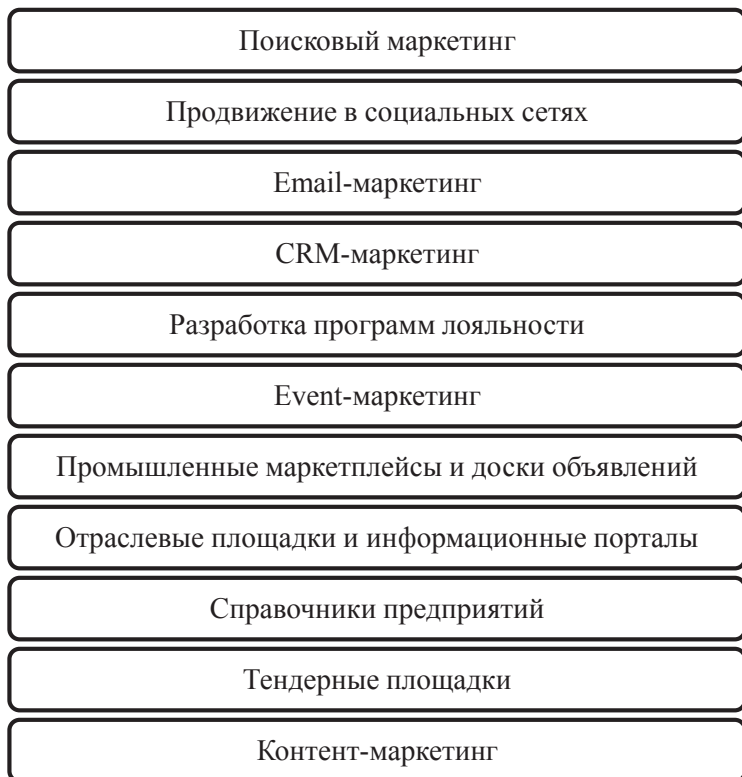 Поисковый маркетинг
Продвижение в социальных сетях
Email-маркетинг
CRM-маркетинг
Разработка программ лояльности
Event-маркетинг
Промышленные маркетплейсы и доски объявлений
Отраслевые площадки и информационные порталы
Справочники предприятий
Тендерные площадки
Контент-маркетинг